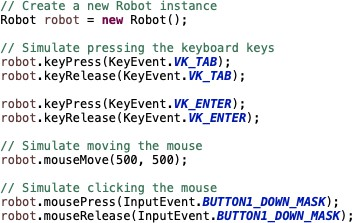 // Create a new Robot instance
Robot robot = new Robot();
// Simulate pressing the keyboard keys
robot.keyPress(KeyEvent.VK_TAB);
robot.keyRelease(KeyEvent.VK_TAB);
robot.keyPress(KeyEvent.VK_ENTER);
robot.keyRelease(KeyEvent.VK_ENTER);
// Simulate moving the mouse
robot.mouseMove(500, 500);
// Simulate clicking the mouse
robot.mousePress(InputEvent.BUTTON1_DOWN_MASK);
robot.mouseRelease(InputEvent.BUTTON1_DOWN_MASK);